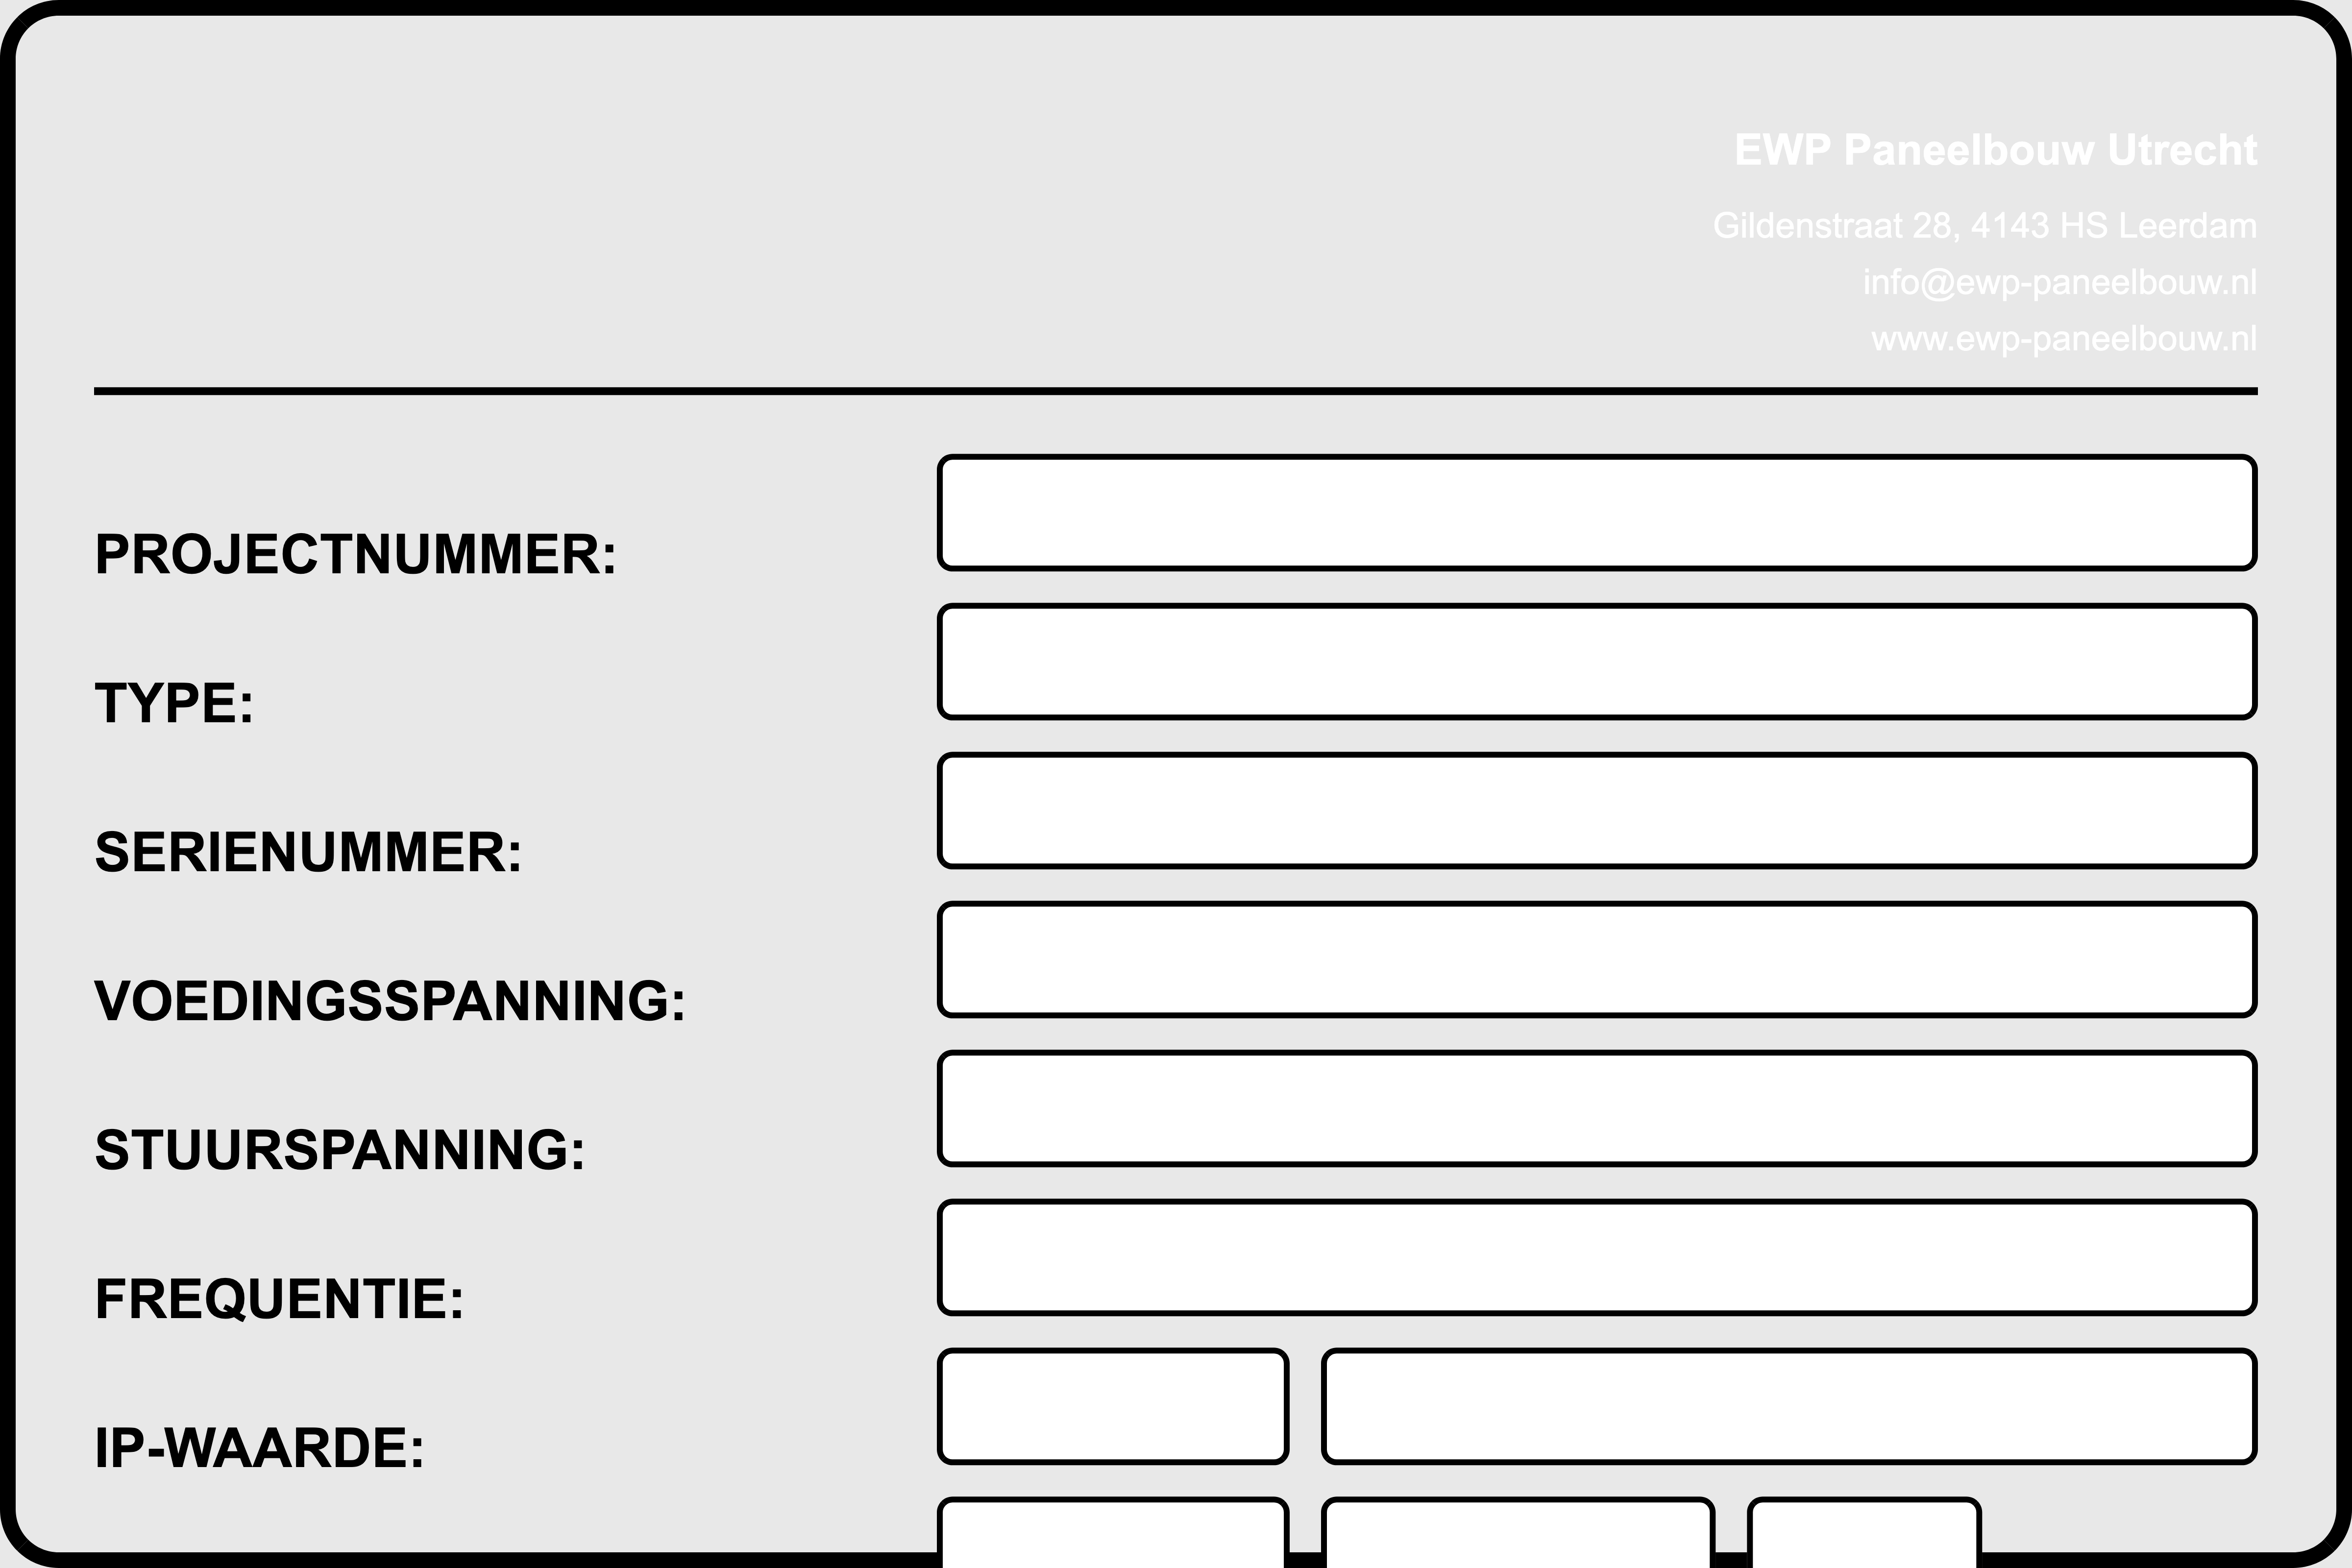 EWP Paneelbouw Utrecht
Gildenstraat 28, 4143 HS Leerdam
info@ewp-paneelbouw.nl
www.ewp-paneelbouw.nl
PROJECTNUMMER:
TYPE:
SERIENUMMER:
VOEDINGSSPANNING:
STUURSPANNING:
FREQUENTIE:
IP-WAARDE: